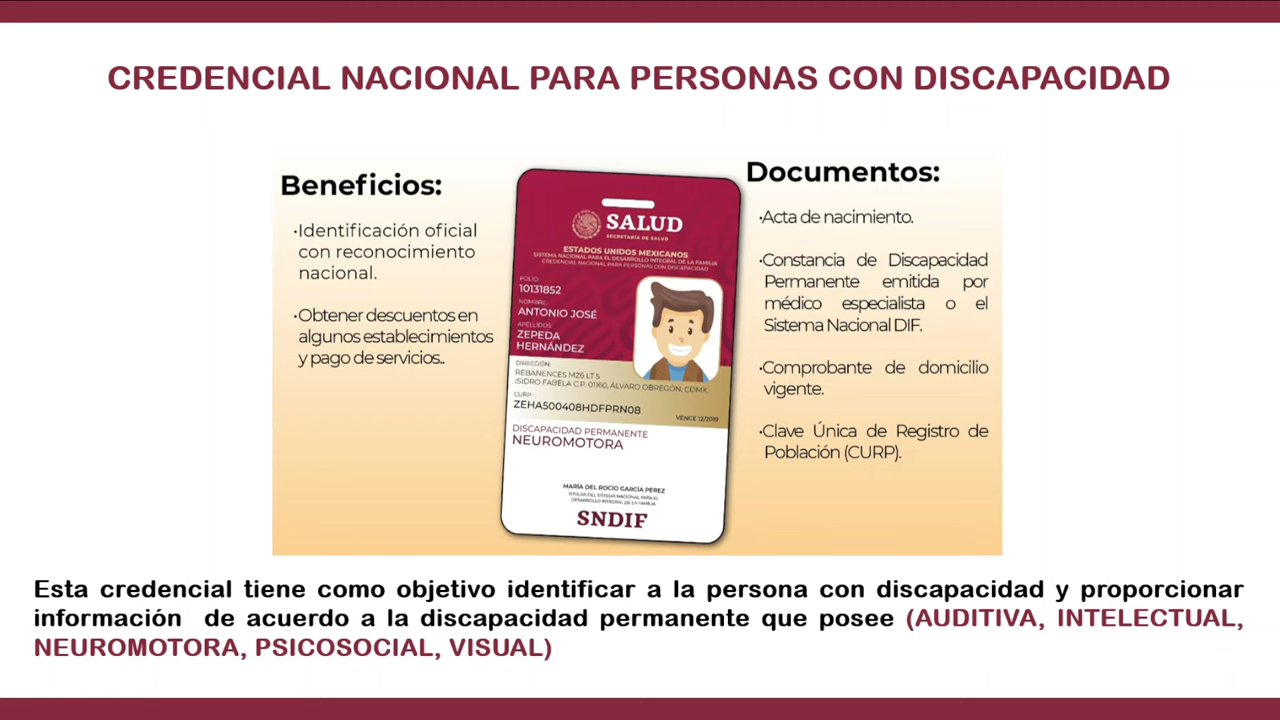 CREDENCIAL NACIONAL PARA PERSONAS CON DISCAPACIDAD
Beneficios:
·Identificación oficial
con reconocimiento
nacional.
·Obtener descuentos en
algunos establecimientos
y pago de servicios..
SALUD
SECRETARÍA DE SALUD
ESTADOS UNIDOS MEXICANOS
SISTEMA NACIONAL PARA EL DESARROLLO INTEGRAL DE LA FAMILIA
CREDENCIAL NACIONAL PARA PERSONAS CON DISCAPACIDAD
FOLIO:
10131852
NOMBRE:
ANTONIO JOSÉ
APELLIDOS:
ZEPEDA
HERNÁNDEZ
DIRECCIÓN:
REBANENCES MZ6 LT 5
ISIDRO FABELA C.P. 01160, ÁLVARO OBREGÓN, CDMX.
CURP:
ZEHA500408HDFPRN08
VENCE 12/2019
DISCAPACIDAD PERMANENTE
NEUROMOTORA
MARÍA DEL ROCÍO GARCÍA PÉREZ
TITULAR DEL SISTEMA NACIONAL PARA EL
DESARROLLO INTEGRAL DE LA FAMILIA
SNDIF
Documentos:
·Acta de nacimiento.
·Constancia de Discapacidad
Permanente emitida por
médico especialista o el
Sistema Nacional DIF.
·Comprobante de domicilio
vigente.
·Clave Única de Registro de
Población (CURP).
Esta credencial tiene como objetivo identificar a la persona con discapacidad y proporcionar
información de acuerdo a la discapacidad permanente que posee (AUDITIVA, INTELECTUAL,
NEUROMOTORA, PSICOSOCIAL, VISUAL)